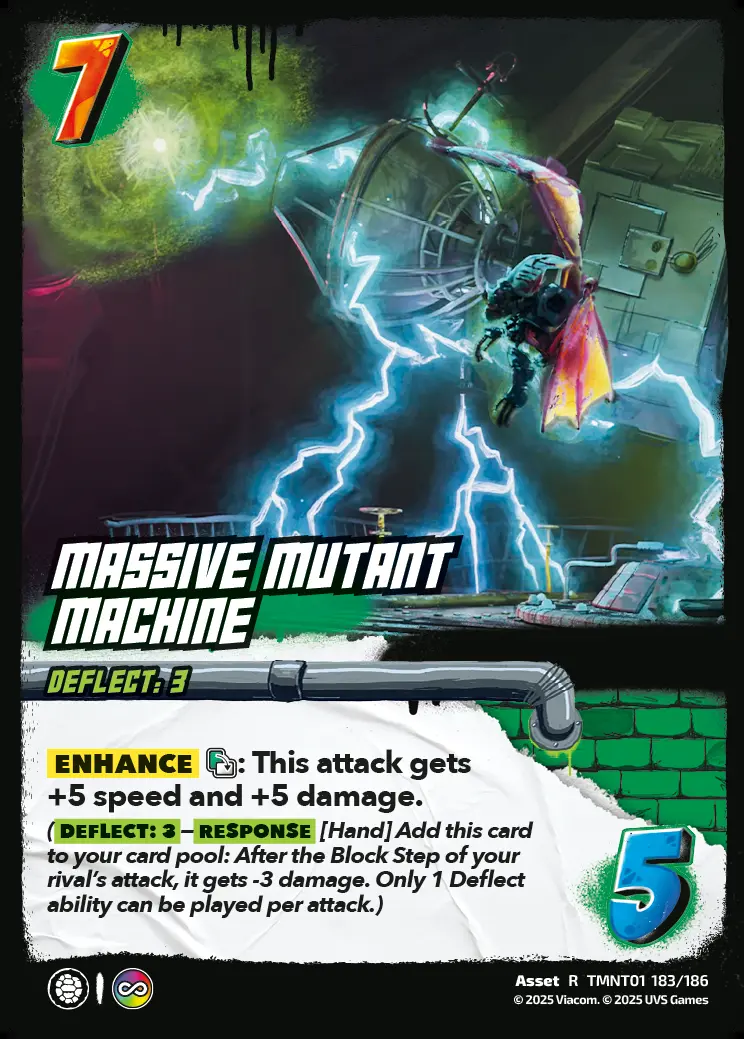 7
MASSIVE MUTANT
MACHINE
DEFLECT: 3
ENHANCE : This attack gets
+5 speed and +5 damage.
(DEFLECT: 3 – RESPONSE [Hand] Add this card
to your card pool: After the Block Step of your
rival's attack, it gets -3 damage. Only 1 Deflect
ability can be played per attack.)
5
Asset R TMNT01 183/186
© 2025 Viacom. © 2025 UVS Games